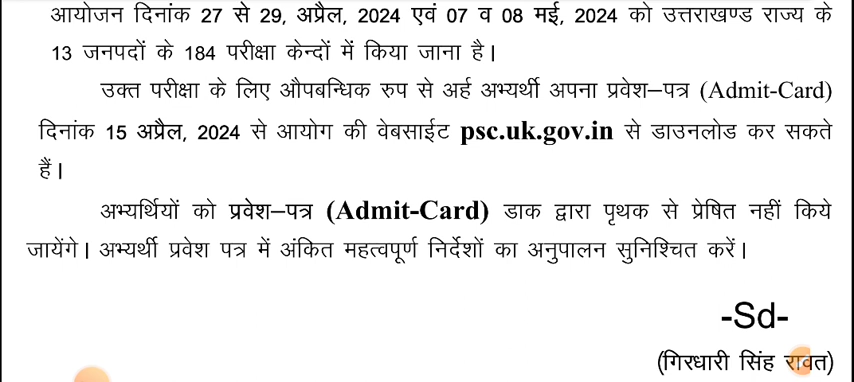 आयोजन दिनांक 27 से 29, अप्रैल, 2024 एवं 07 व 08 मई, 2024 को उत्तराखण्ड राज्य के
13 जनपदों के 184 परीक्षा केन्दों में किया जाना है।
उक्त परीक्षा के लिए औपबन्धिक रुप से अर्ह अभ्यर्थी अपना प्रवेश–पत्र (Admit-Card)
दिनांक 15 अप्रैल, 2024 से आयोग की वेबसाईट psc.uk.gov.in से डाउनलोड कर सकते
हैं।
अभ्यर्थियों को प्रवेश–पत्र (Admit-Card) डाक द्वारा पृथक से प्रेषित नहीं किये
जायेंगे। अभ्यर्थी प्रवेश पत्र में अंकित महत्वपूर्ण निर्देशों का अनुपालन सुनिश्चित करें।
-Sd-
(गिरधारी सिंह रावत)